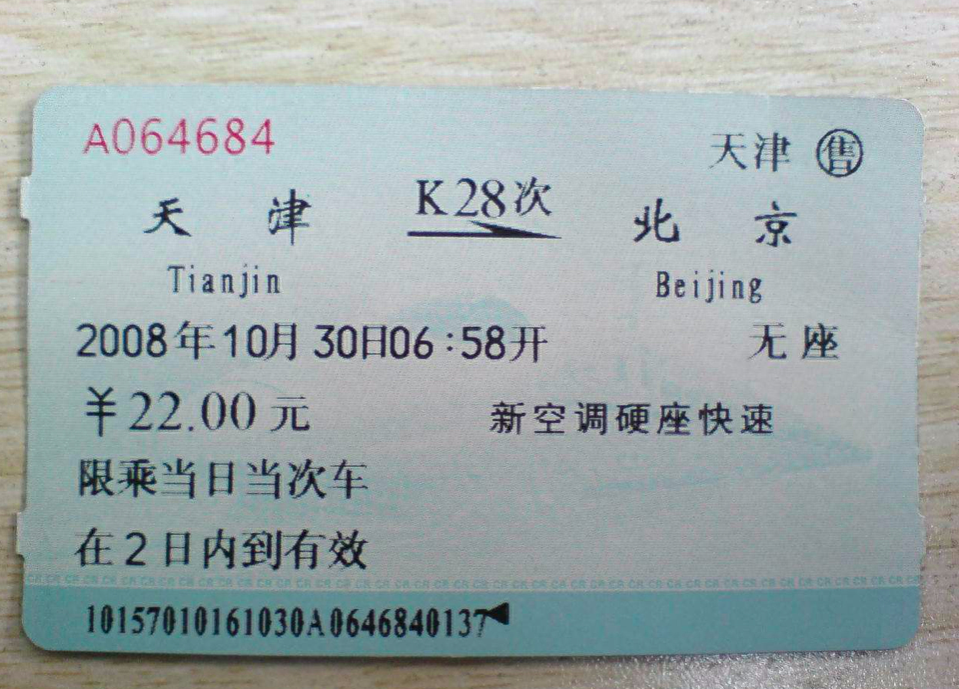 A064684
天津 售
天津 K28次 北京
Tianjin Beijing
2008年10月30日06:58开 无座
¥22.00元 新空调硬座快速
限乘当日当次车
在2日内到有效
10157010161030A0646840137